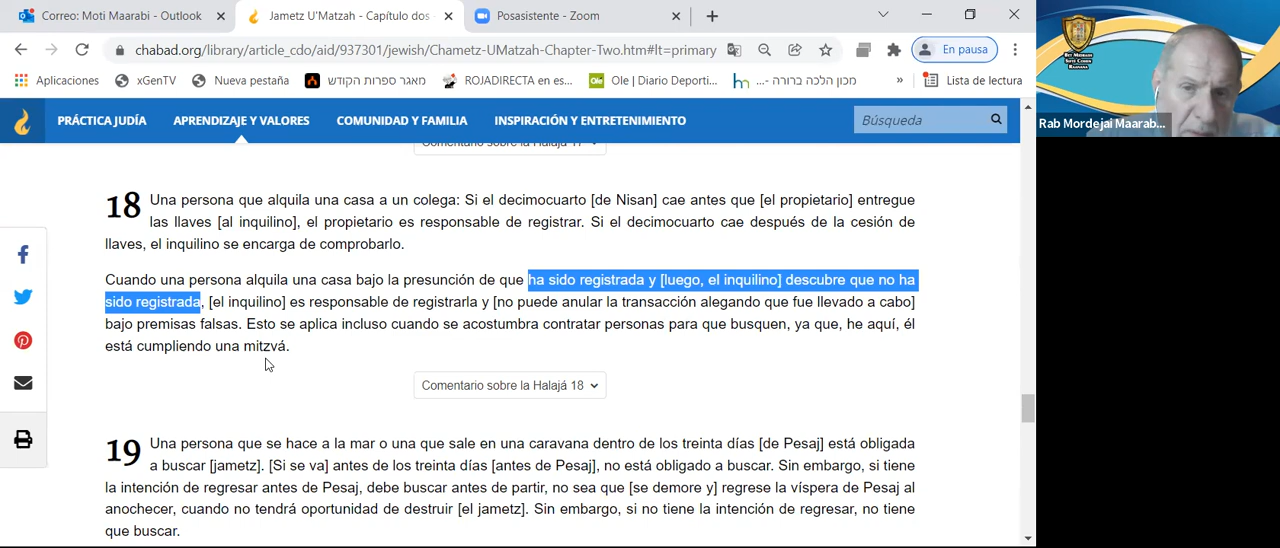 Correo: Moti Maarabi - Outlook
Jametz U'Matzah - Capítulo dos -
Posasistente - Zoom
chabad.org/library/article_cdo/aid/937301/jewish/Chametz-UMatzah-Chapter-Two.htm#lt=primary
En pausa
Aplicaciones
xGenTV
Nueva pestaña
מאגר ספרות הקודש
ROJADIRECTA en es...
Ole | Diario Deporti...
מכון הלכה ברורה -...
»
Lista de lectura
PRÁCTICA JUDÍA
APRENDIZAJE Y VALORES
COMUNIDAD Y FAMILIA
INSPIRACIÓN Y ENTRETENIMIENTO
Búsqueda
BET MIDRASH
SIFTÉ COHEN
RAANANA
Rab Mordejai Maarab...
Comentario sobre la Halajá 17
18 Una persona que alquila una casa a un colega: Si el decimocuarto [de Nisan] cae antes que [el propietario] entregue
las llaves [al inquilino], el propietario es responsable de registrar. Si el decimocuarto cae después de la cesión de
llaves, el inquilino se encarga de comprobarlo.
Cuando una persona alquila una casa bajo la presunción de que ha sido registrada y [luego, el inquilino] descubre que no ha
sido registrada, [el inquilino] es responsable de registrarla y [no puede anular la transacción alegando que fue llevado a cabo]
bajo premisas falsas. Esto se aplica incluso cuando se acostumbra contratar personas para que busquen, ya que, he aquí, él
está cumpliendo una mitzvá.
Comentario sobre la Halajá 18
19 Una persona que se hace a la mar o una que sale en una caravana dentro de los treinta días [de Pesaj] está obligada
a buscar [jametz]. [Si se va] antes de los treinta días [antes de Pesaj], no está obligado a buscar. Sin embargo, si tiene
la intención de regresar antes de Pesaj, debe buscar antes de partir, no sea que [se demore y] regrese la víspera de Pesaj al
anochecer, cuando no tendrá oportunidad de destruir [el jametz]. Sin embargo, si no tiene la intención de regresar, no tiene
que buscar.